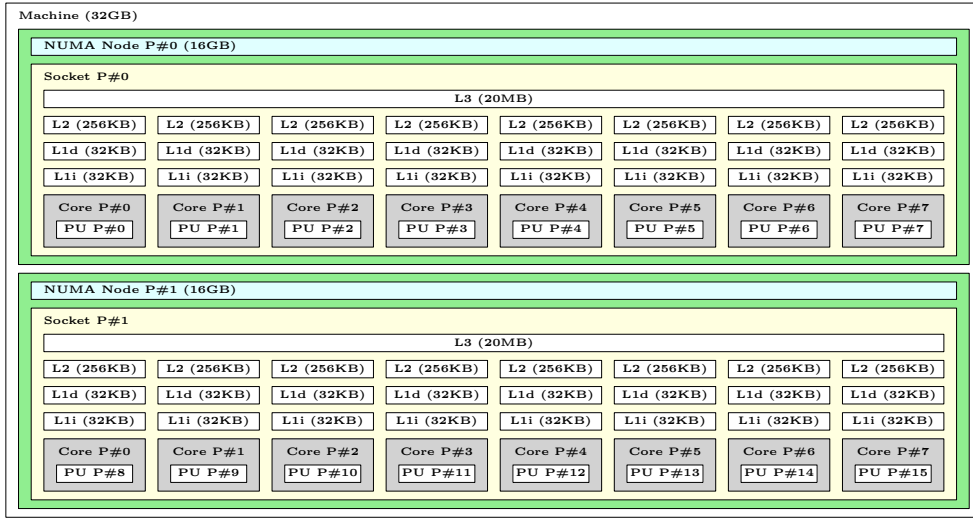 Machine (32GB)
NUMA Node P#0 (16GB)
Socket P#0
L3 (20MB)
L2 (256KB) L2 (256KB) L2 (256KB) L2 (256KB) L2 (256KB) L2 (256KB) L2 (256KB) L2 (256KB)
L1d (32KB) L1d (32KB) L1d (32KB) L1d (32KB) L1d (32KB) L1d (32KB) L1d (32KB) L1d (32KB)
L1i (32KB) L1i (32KB) L1i (32KB) L1i (32KB) L1i (32KB) L1i (32KB) L1i (32KB) L1i (32KB)
Core P#0 Core P#1 Core P#2 Core P#3 Core P#4 Core P#5 Core P#6 Core P#7
PU P#0 PU P#1 PU P#2 PU P#3 PU P#4 PU P#5 PU P#6 PU P#7
NUMA Node P#1 (16GB)
Socket P#1
L3 (20MB)
L2 (256KB) L2 (256KB) L2 (256KB) L2 (256KB) L2 (256KB) L2 (256KB) L2 (256KB) L2 (256KB)
L1d (32KB) L1d (32KB) L1d (32KB) L1d (32KB) L1d (32KB) L1d (32KB) L1d (32KB) L1d (32KB)
L1i (32KB) L1i (32KB) L1i (32KB) L1i (32KB) L1i (32KB) L1i (32KB) L1i (32KB) L1i (32KB)
Core P#0 Core P#1 Core P#2 Core P#3 Core P#4 Core P#5 Core P#6 Core P#7
PU P#8 PU P#9 PU P#10 PU P#11 PU P#12 PU P#13 PU P#14 PU P#15